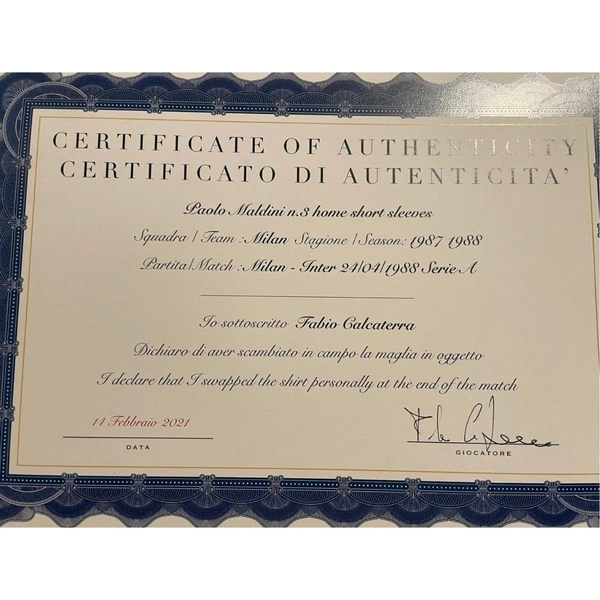 CERTIFICATE OF AUTHENTICITY
CERTIFICATO DI AUTENTICITA'
Paolo Maldini n.3 home short sleeves
Squadra / Team : Milan Stagione / Season: 1987 1988
Partita/Match : Milan - Inter 24/04/1988 Serie A
Io sottoscritto Fabio Calcaterra
Dichiaro di aver scambiato in campo la maglia in oggetto
I declare that I swapped the shirt personally at the end of the match
14 Febbraio 2021
DATA
GIOCATORE